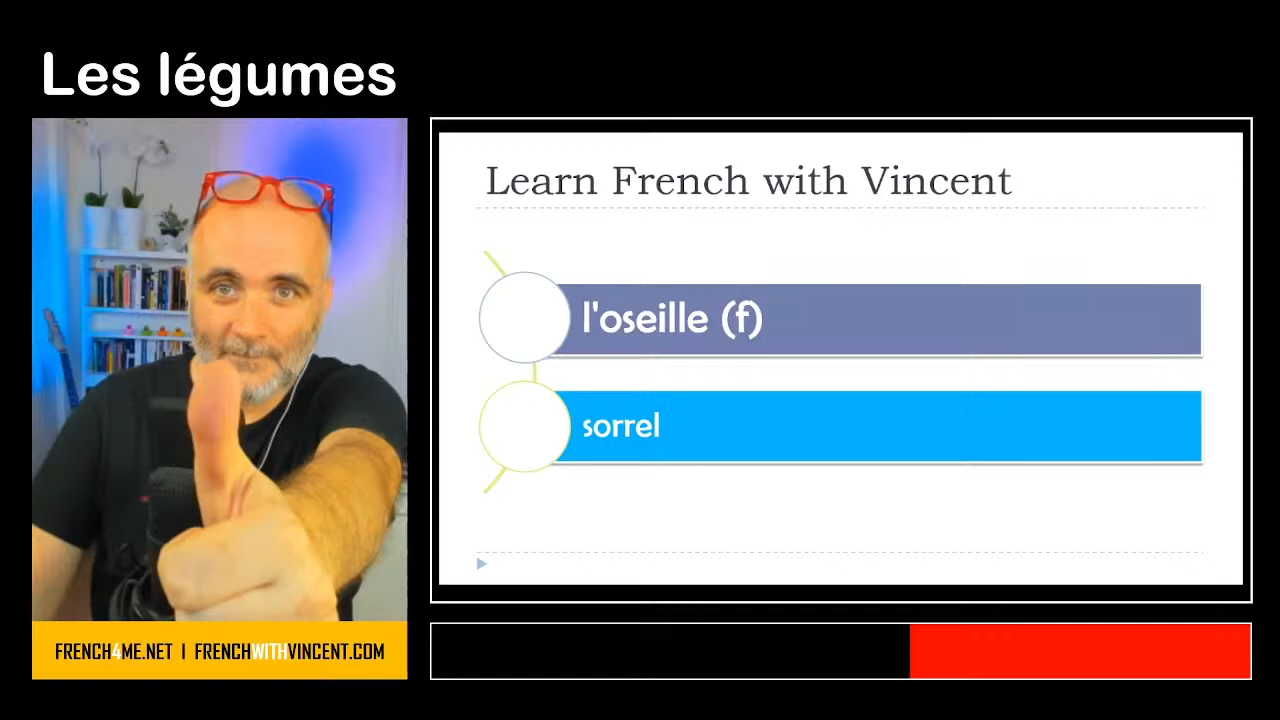 Les légumes
Learn French with Vincent
l'oseille (f)
sorrel
FRENCH4ME.NET | FRENCHWITHVINCENT.COM